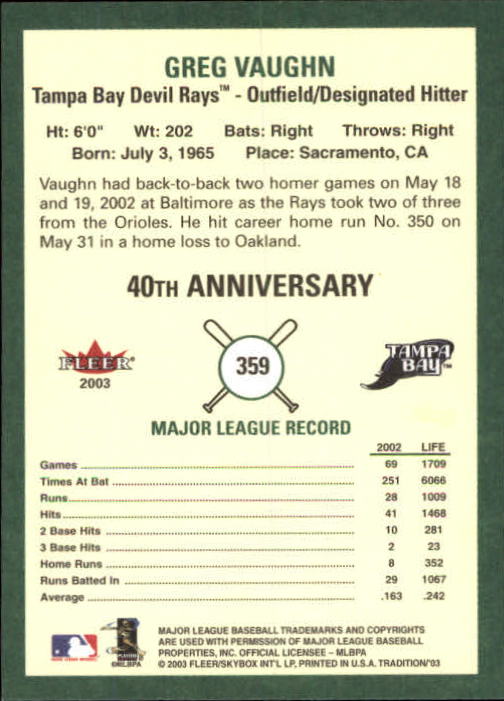 GREG VAUGHN
Tampa Bay Devil Rays™ - Outfield/Designated Hitter
Ht: 6'0" Wt: 202 Bats: Right Throws: Right
Born: July 3, 1965 Place: Sacramento, CA
Vaughn had back-to-back two homer games on May 18
and 19, 2002 at Baltimore as the Rays took two of three
from the Orioles. He hit career home run No. 350 on
May 31 in a home loss to Oakland.
40TH ANNIVERSARY
FLEER
2003
359
TAMPA
BAY™
MAJOR LEAGUE RECORD
2002 LIFE
Games 69 1709
Times At Bat 251 6066
Runs 28 1009
Hits 41 1468
2 Base Hits 10 281
3 Base Hits 2 23
Home Runs 8 352
Runs Batted In 29 1067
Average .163 .242
MAJOR LEAGUE BASEBALL TRADEMARKS AND COPYRIGHTS
ARE USED WITH PERMISSION OF MAJOR LEAGUE BASEBALL
PROPERTIES, INC. OFFICIAL LICENSEE - MLBPA
© 2003 FLEER/SKYBOX INT'L LP, PRINTED IN U.S.A. TRADITION/'03
©MLBPA